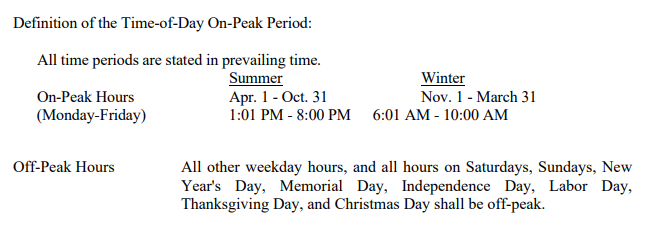 Definition of the Time-of-Day On-Peak Period:
All time periods are stated in prevailing time.
Summer Winter
On-Peak Hours Apr. 1 - Oct. 31 Nov. 1 - March 31
(Monday-Friday) 1:01 PM - 8:00 PM 6:01 AM - 10:00 AM
Off-Peak Hours All other weekday hours, and all hours on Saturdays, Sundays, New
Year's Day, Memorial Day, Independence Day, Labor Day,
Thanksgiving Day, and Christmas Day shall be off-peak.